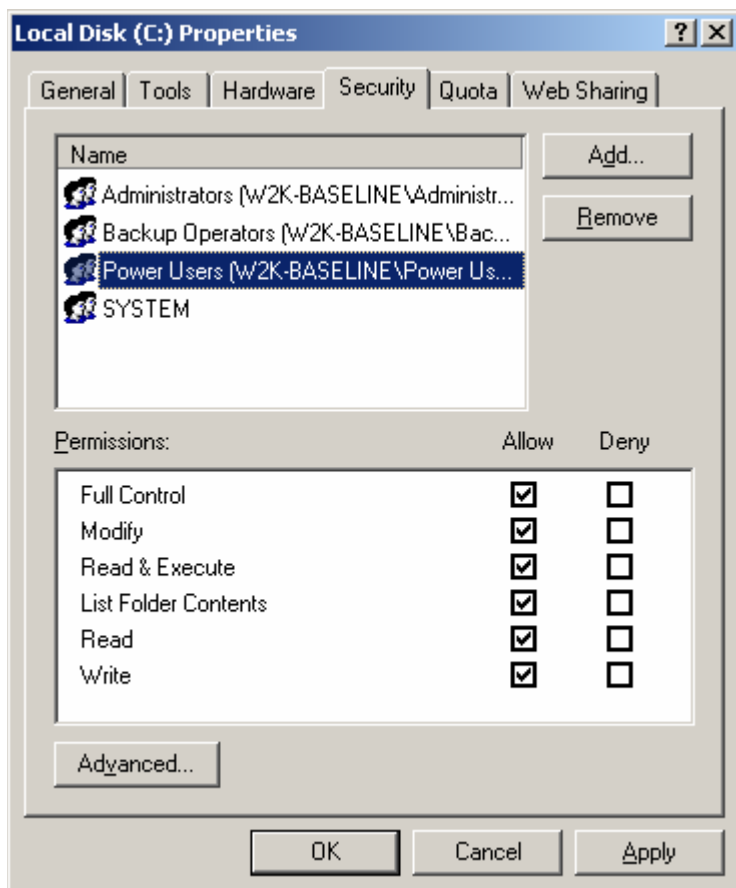 Local Disk (C:) Properties
General Tools Hardware Security Quota Web Sharing
Name
Add...
Administrators (W2K-BASELINE\Administr...
Remove
Backup Operators (W2K-BASELINE\Bac...
Power Users (W2K-BASELINE\Power Us...
SYSTEM
Permissions: Allow Deny
Full Control
Modify
Read & Execute
List Folder Contents
Read
Write
Advanced...
OK Cancel Apply